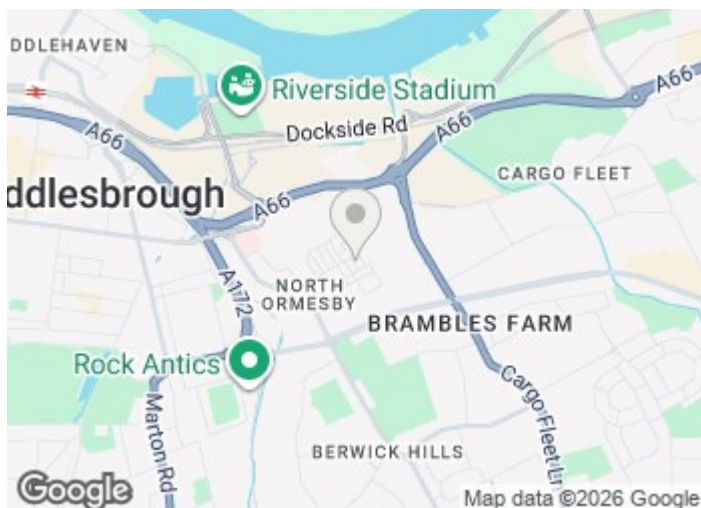 DDLEHAVEN
Riverside Stadium
Dockside Rd
A66
A66
A66
CARGO FLEET
ddlesbrough
A66
A172
NORTH
ORMESBY
BRAMBLES FARM
Rock Antics
Marton Rd
Cargo Fleet Ln
BERWICK HILLS
Google
Map data ©2026 Google